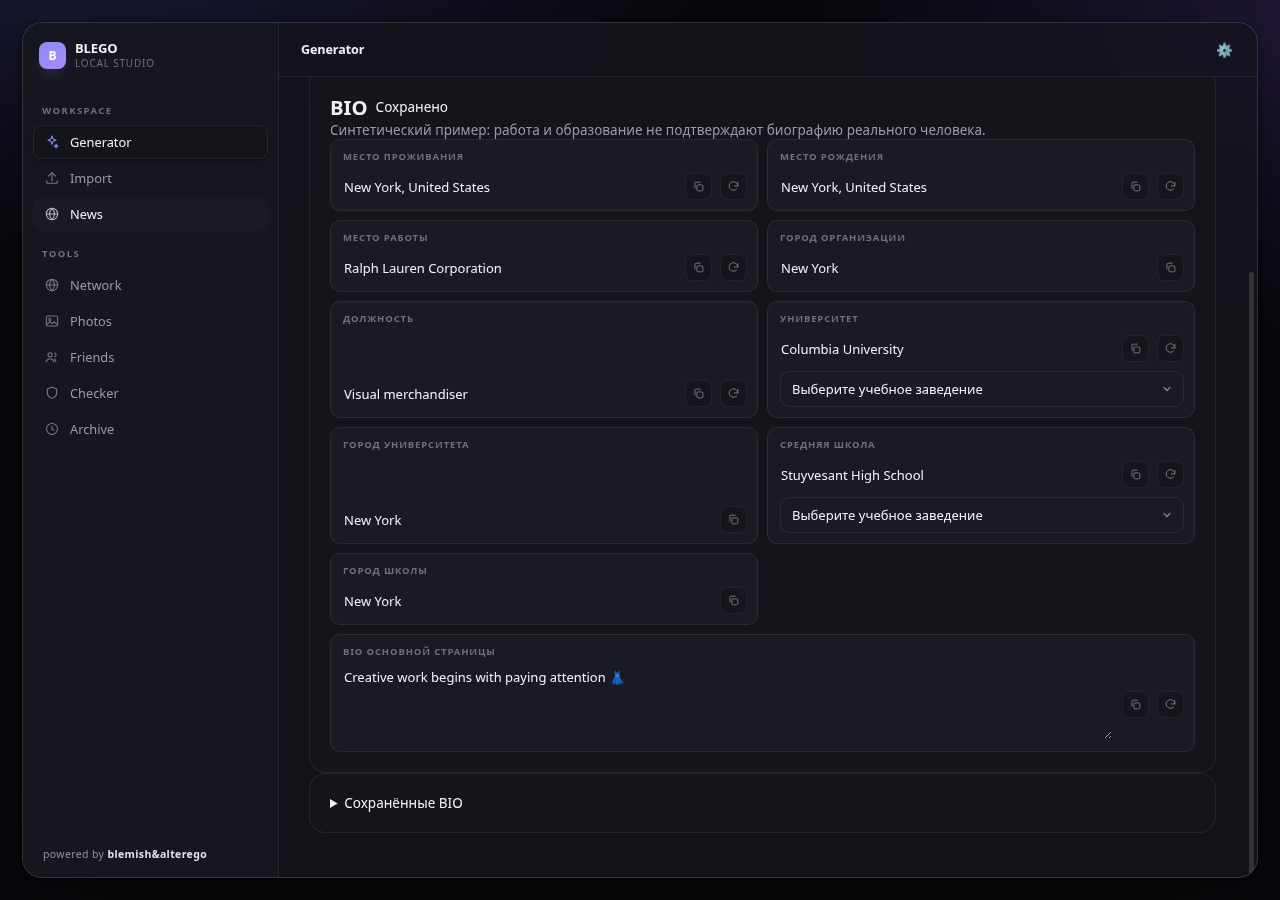 B
BLEGO
LOCAL STUDIO
WORKSPACE
Generator
Import
News
TOOLS
Network
Photos
Friends
Checker
Archive
powered by blemish&alterego
Generator
BIO Сохранено
Синтетический пример: работа и образование не подтверждают биографию реального человека.
МЕСТО ПРОЖИВАНИЯ
New York, United States
МЕСТО РОЖДЕНИЯ
New York, United States
МЕСТО РАБОТЫ
Ralph Lauren Corporation
ГОРОД ОРГАНИЗАЦИИ
New York
ДОЛЖНОСТЬ
Visual merchandiser
УНИВЕРСИТЕТ
Columbia University
Выберите учебное заведение
ГОРОД УНИВЕРСИТЕТА
New York
СРЕДНЯЯ ШКОЛА
Stuyvesant High School
Выберите учебное заведение
ГОРОД ШКОЛЫ
New York
BIO ОСНОВНОЙ СТРАНИЦЫ
Creative work begins with paying attention 👗
Сохранённые BIO